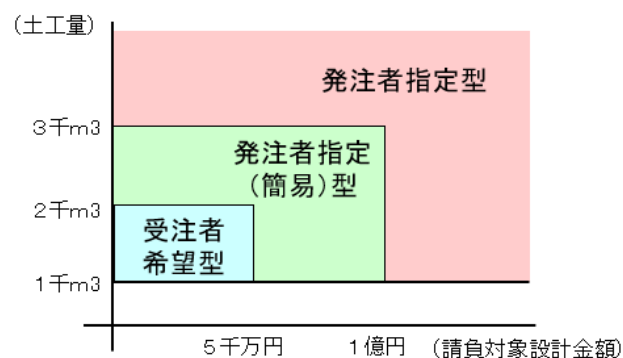 (土工量)
発注者指定型
3千m3
発注者指定
(簡易)型
2千m3
受注者
希望型
1千m3
5千万円
1億円
(請負対象設計金額)